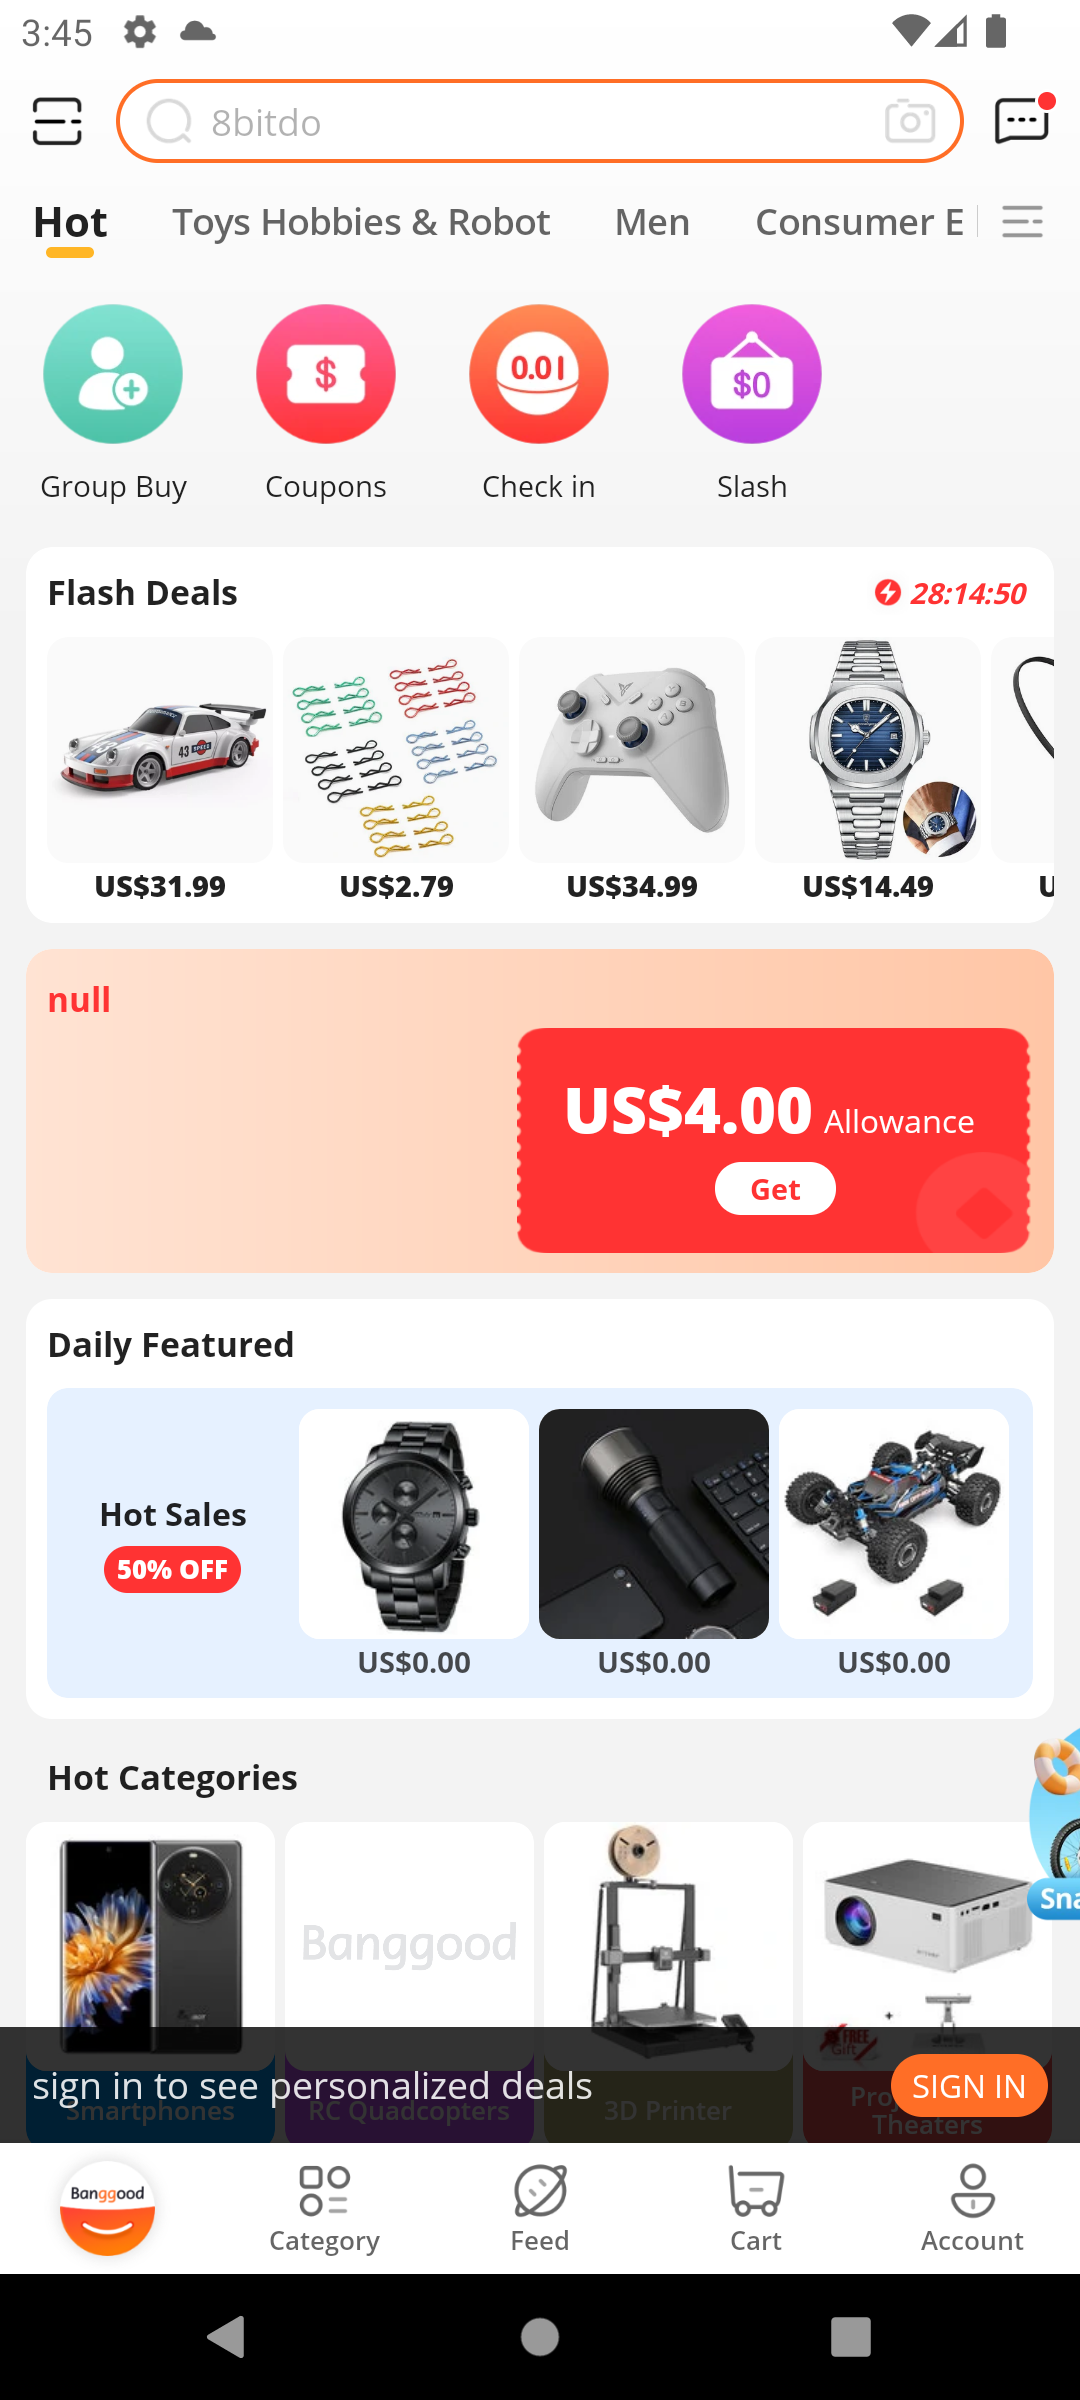 3:45
8bitdo
Hot
Toys Hobbies & Robot
Men
Consumer E
0.01
$
$0
Group Buy
Coupons
Check in
Slash
Flash Deals
28:14:50
43
US$31.99
US$2.79
US$34.99
US$14.49
U
null
US$4.00 Allowance
Get
Daily Featured
Hot Sales
50% OFF
US$0.00
US$0.00
US$0.00
Hot Categories
Sna
Banggood
FREE
Gift
sign in to see personalized deals
SIGN IN
Smartphones
RC Quadcopters
3D Printer
Theaters
Banggood
Category
Feed
Cart
Account